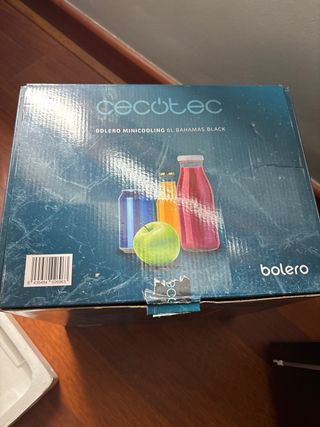 cecotec
BOLERO MINICOOLING 6L BAHAMAS BLACK
bolero